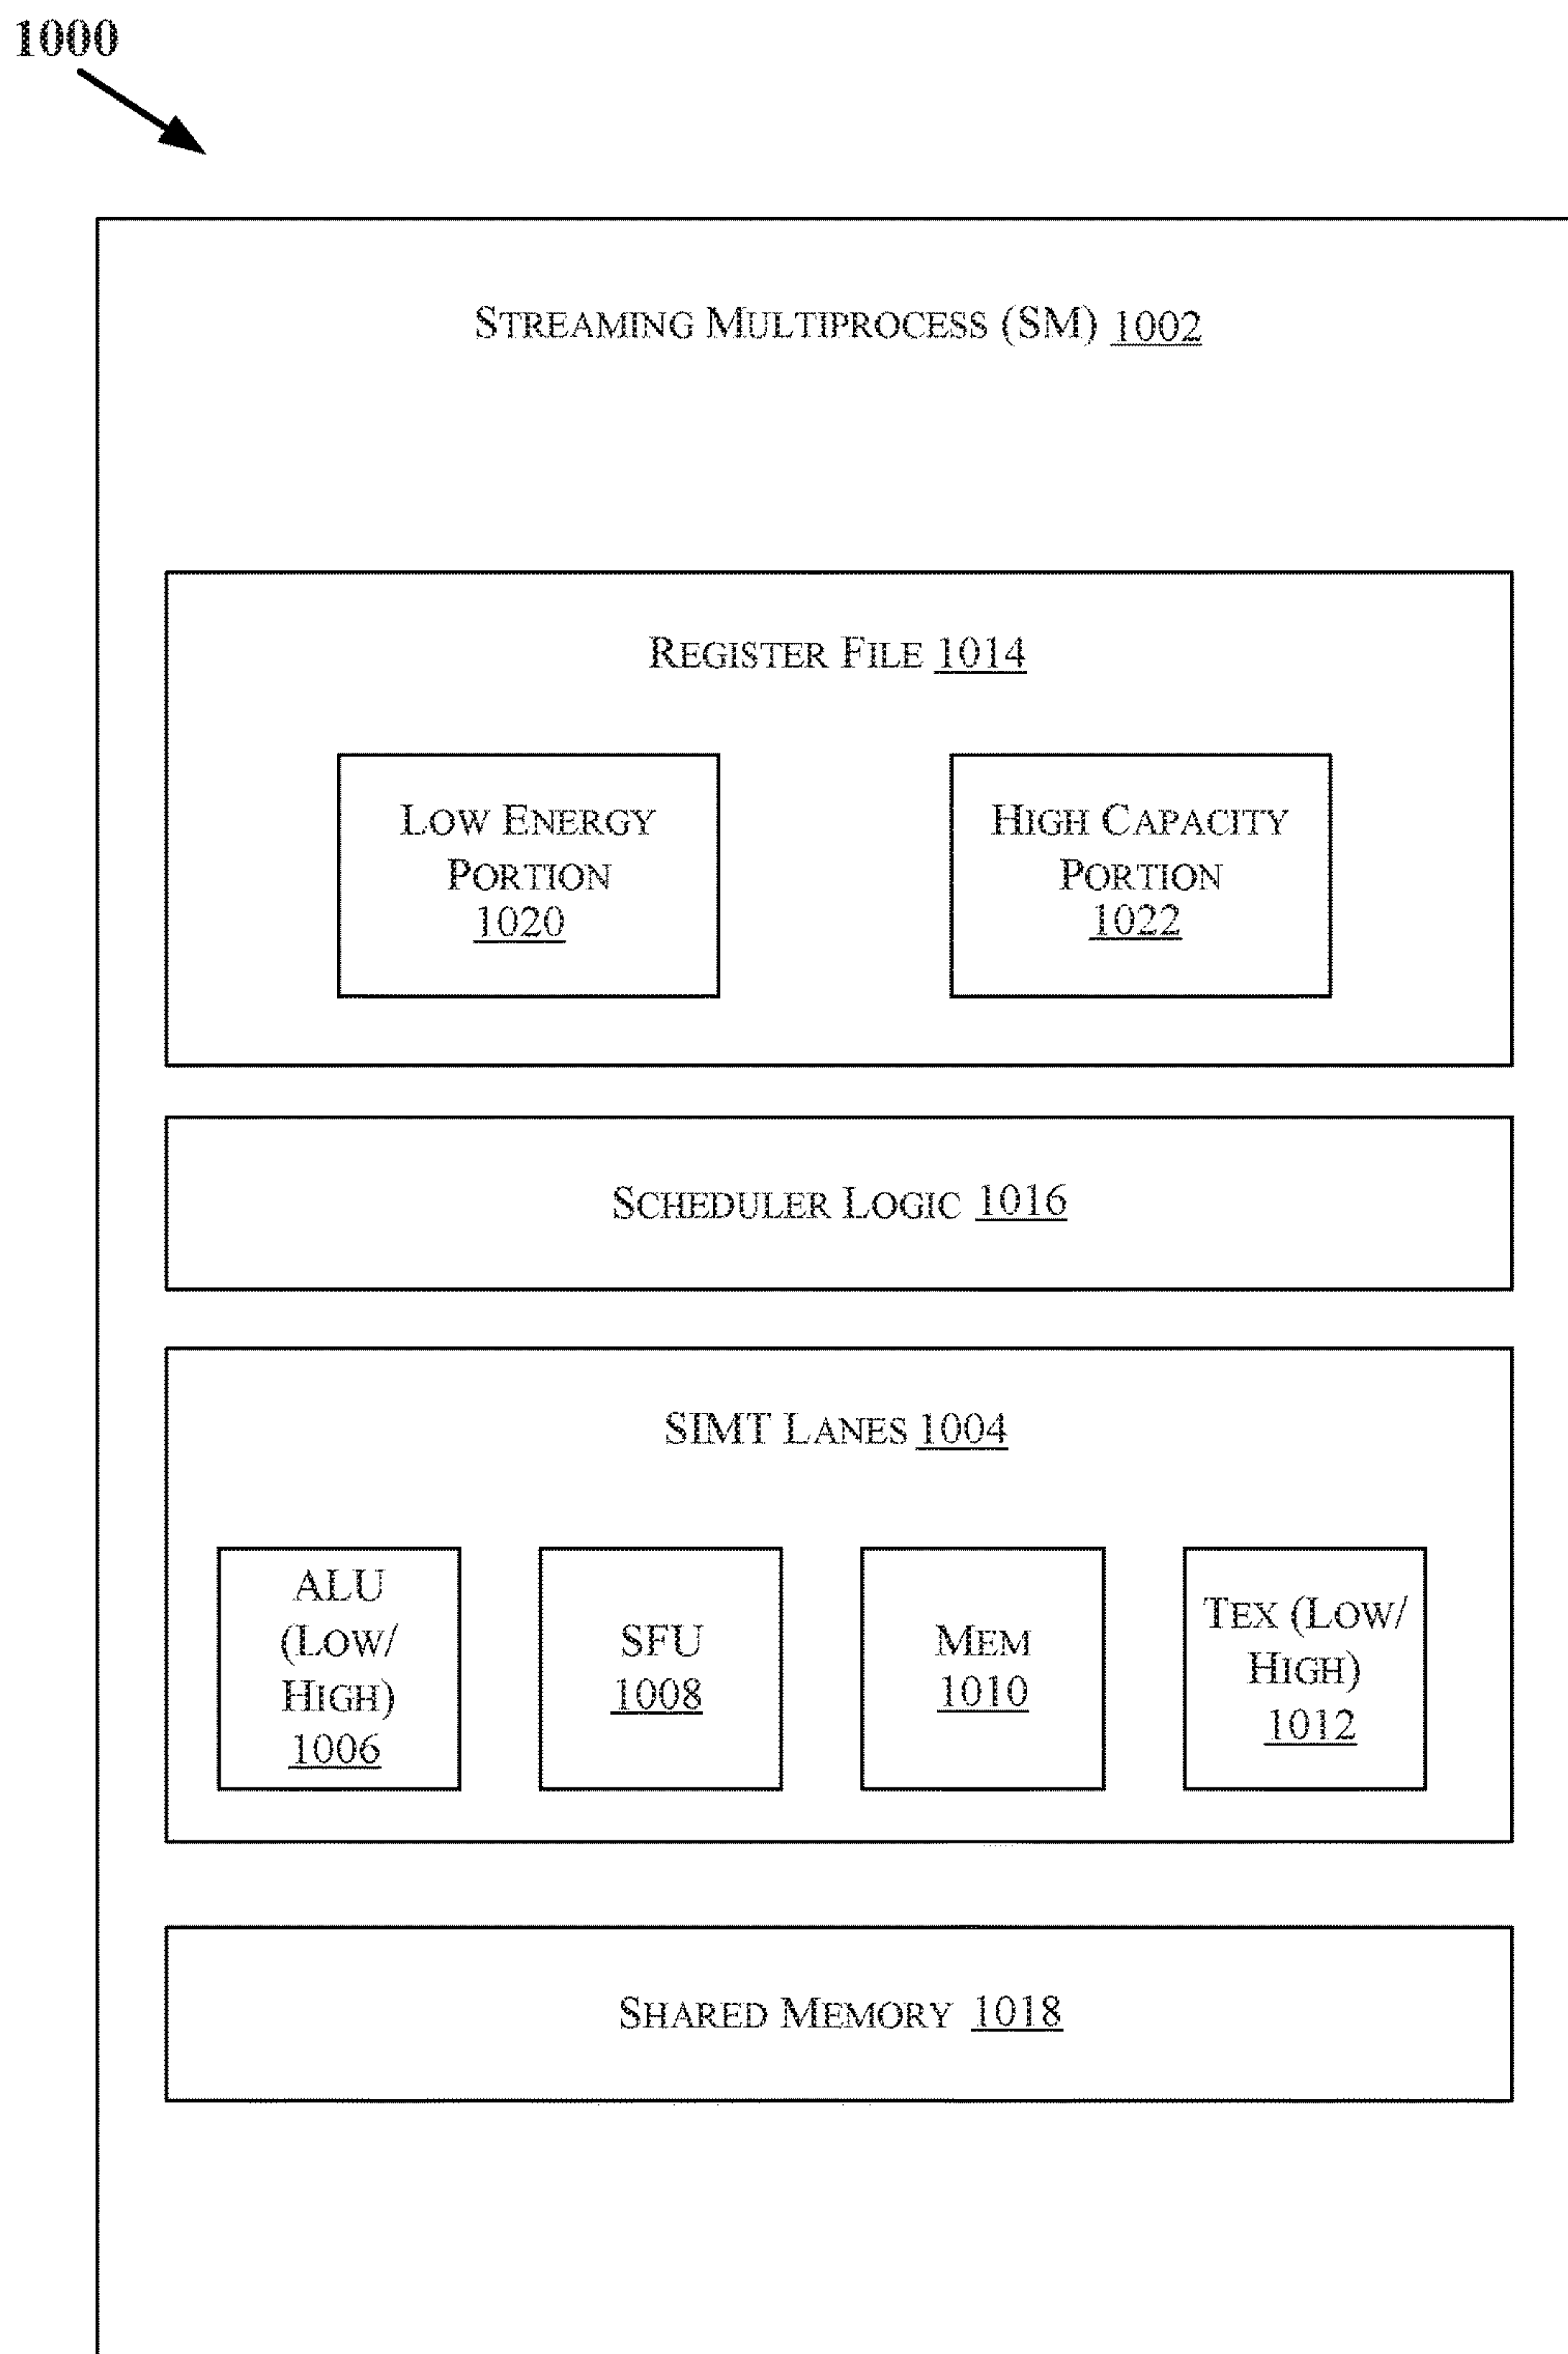 1000
STREAMING MULTIPROCESS (SM) 1002
REGISTER FILE 1014
LOW ENERGY
PORTION
1020
HIGH CAPACITY
PORTION
1022
SCHEDULER LOGIC 1016
SIMT LANES 1004
ALU
(LOW/
HIGH)
1006
SFU
1008
MEM
1010
TEX (LOW/
HIGH)
1012
SHARED MEMORY 1018